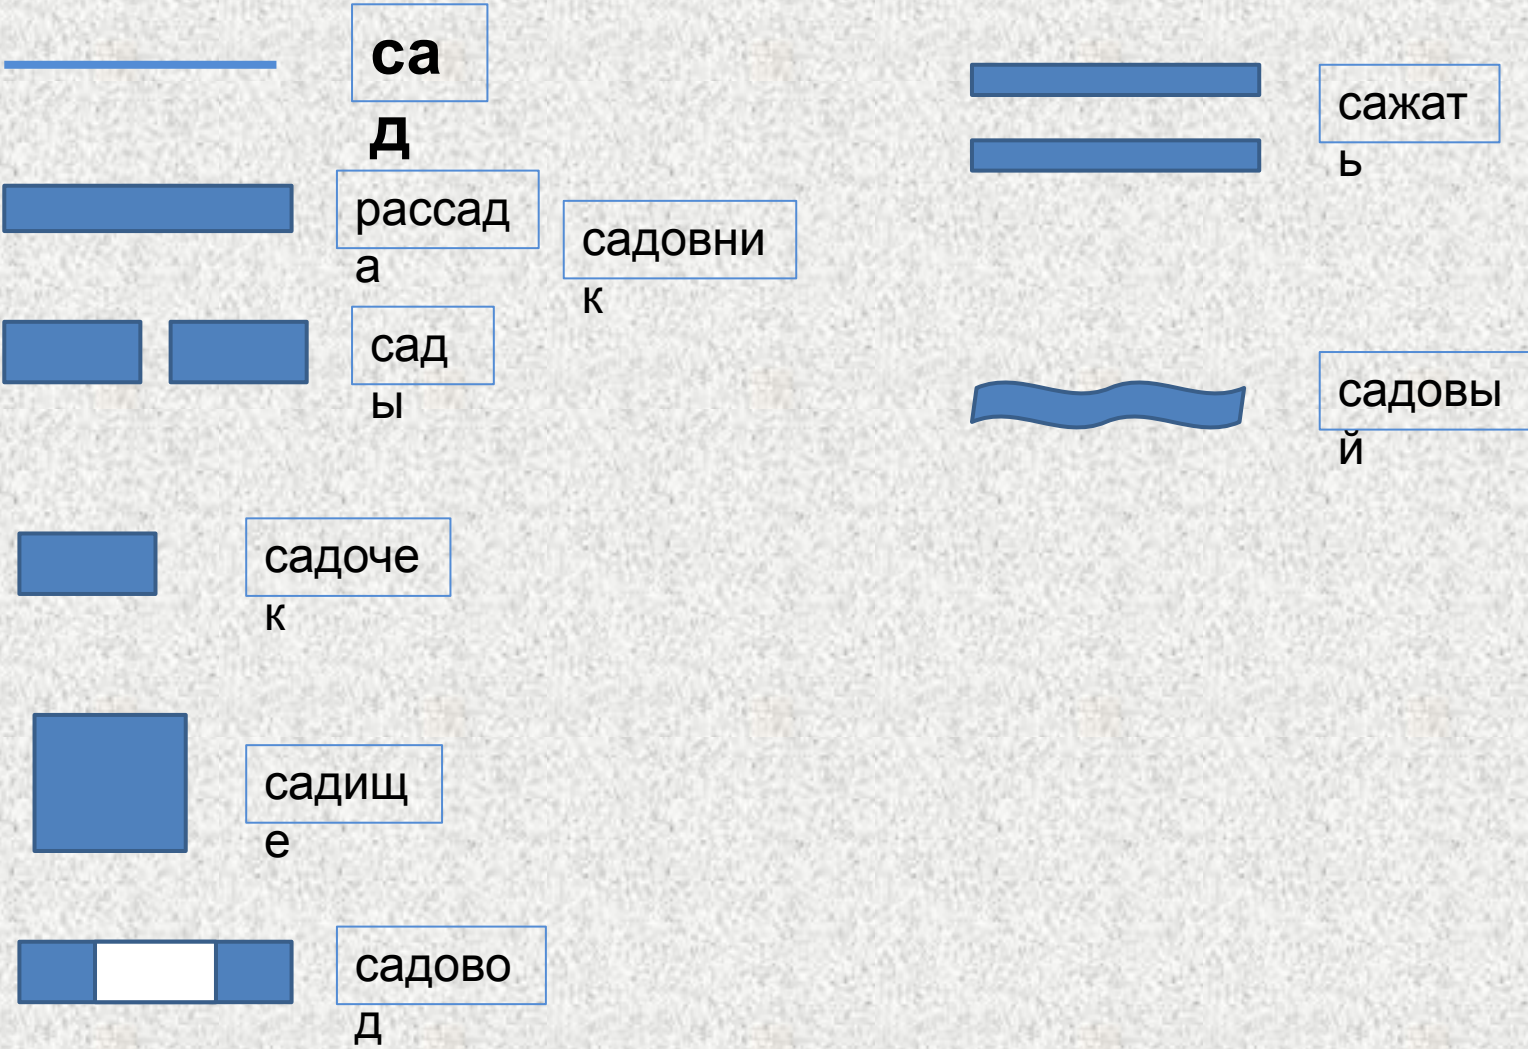 са
д
рассад
а
садовни
к
сад
ы
садоче
к
садищ
е
садово
д
сажат
ь
садовы
й